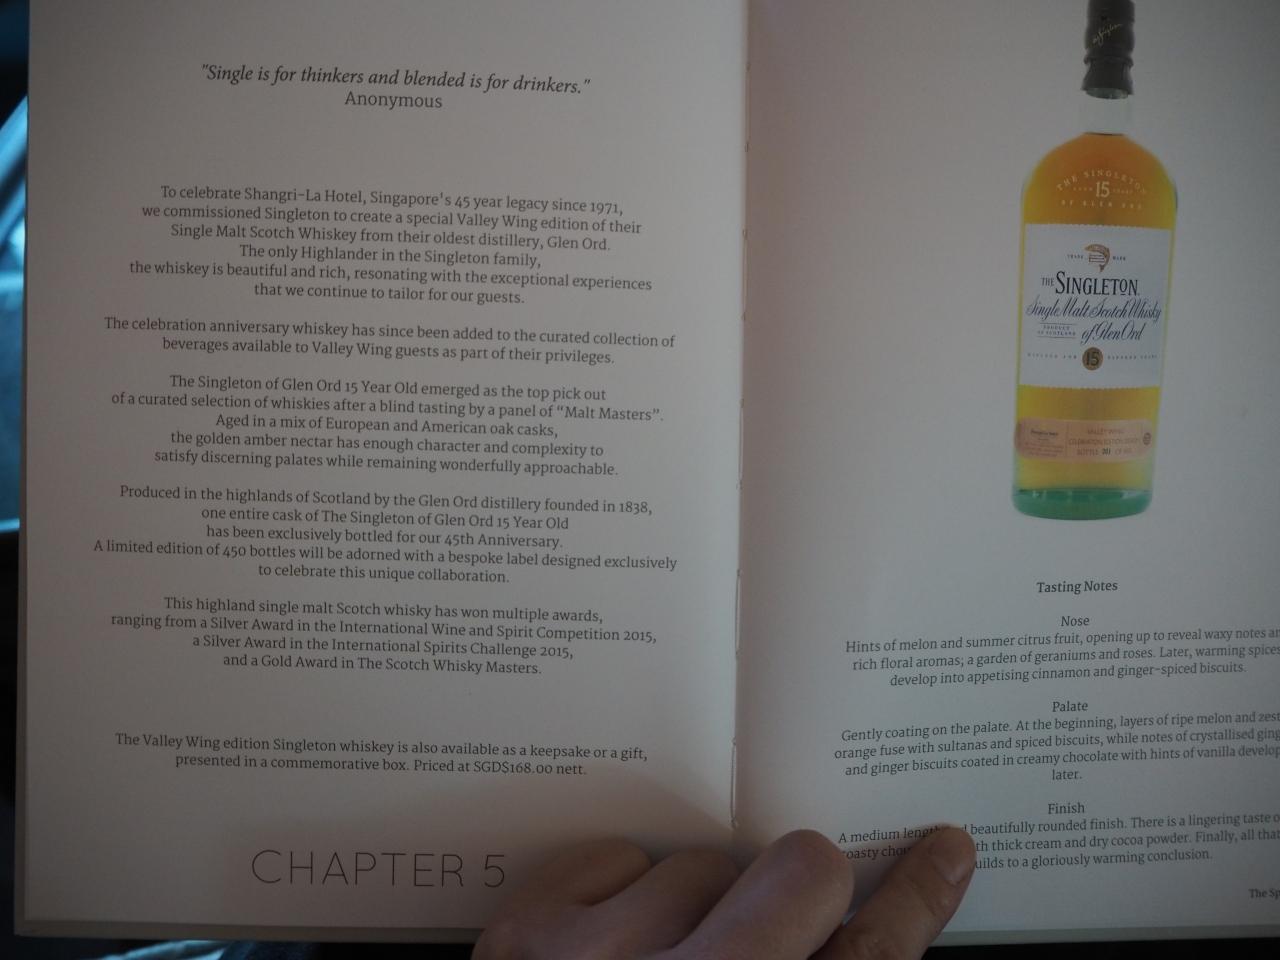 "Single is for thinkers and blended is for drinkers."
Anonymous
To celebrate Shangri-La Hotel, Singapore's 45 year legacy since 1971,
we commissioned Singleton to create a special Valley Wing edition of their
Single Malt Scotch Whiskey from their oldest distillery, Glen Ord.
The only Highlander in the Singleton family,
the whiskey is beautiful and rich, resonating with the exceptional experiences
that we continue to tailor for our guests.
The celebration anniversary whiskey has since been added to the curated collection of
beverages available to Valley Wing guests as part of their privileges.
The Singleton of Glen Ord 15 Year Old emerged as the top pick out
of a curated selection of whiskies after a blind tasting by a panel of “Malt Masters”.
Aged in a mix of European and American oak casks,
the golden amber nectar has enough character and complexity to
satisfy discerning palates while remaining wonderfully approachable.
Produced in the highlands of Scotland by the Glen Ord distillery founded in 1838,
one entire cask of The Singleton of Glen Ord 15 Year Old
has been exclusively bottled for our 45th Anniversary.
A limited edition of 450 bottles will be adorned with a bespoke label designed exclusively
to celebrate this unique collaboration.
This highland single malt Scotch whisky has won multiple awards,
ranging from a Silver Award in the International Wine and Spirit Competition 2015,
a Silver Award in the International Spirits Challenge 2015,
and a Gold Award in The Scotch Whisky Masters.
The Valley Wing edition Singleton whiskey is also available as a keepsake or a gift,
presented in a commemorative box. Priced at SGD$168.00 nett.
CHAPTER 5
THE SINGLETON
15
OF GLEN ORD
TRADE MARK
THE SINGLETON
Single Malt Scotch Whisky
PRODUCT OF SCOTLAND
of Glen Ord
15
VALLEY WING
CELEBRATION EDITION
BOTTLE 001 OF
Tasting Notes
Nose
Hints of melon and summer citrus fruit, opening up to reveal waxy notes
rich floral aromas; a garden of geraniums and roses. Later, warming spices
develop into appetising cinnamon and ginger-spiced biscuits.
Palate
Gently coating on the palate. At the beginning, layers of ripe melon and
orange fuse with sultanas and spiced biscuits, while notes of crystallised
and ginger biscuits coated in creamy chocolate with hints of vanilla develop
later.
Finish
A medium beautifully rounded finish. There is a lingering taste
thick cream and dry cocoa powder. Finally, all that
to a gloriously warming conclusion.
The